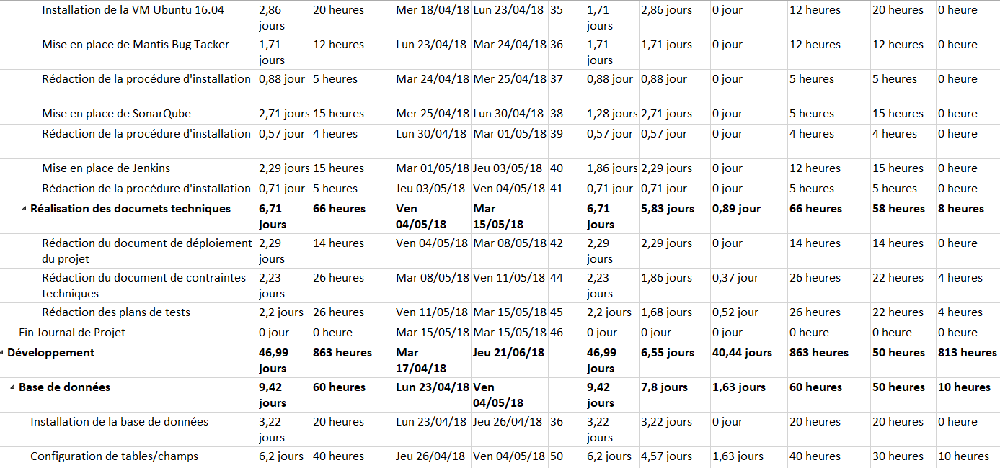 Installation de la VM Ubuntu 16.04 2,86 jours 20 heures Mer 18/04/18 Lun 23/04/18 35 1,71 jours 2,86 jours 0 jour 12 heures 20 heures 0 heure
Mise en place de Mantis Bug Tacker 1,71 jours 12 heures Lun 23/04/18 Mar 24/04/18 36 1,71 jours 1,71 jours 0 jour 12 heures 12 heures 0 heure
Rédaction de la procédure d'installation 0,88 jour 5 heures Mar 24/04/18 Mer 25/04/18 37 0,88 jour 0,88 jour 0 jour 5 heures 5 heures 0 heure
Mise en place de SonarQube 2,71 jours 15 heures Mer 25/04/18 Lun 30/04/18 38 1,28 jours 2,71 jours 0 jour 5 heures 15 heures 0 heure
Rédaction de la procédure d'installation 0,57 jour 4 heures Lun 30/04/18 Mar 01/05/18 39 0,57 jour 0,57 jour 0 jour 4 heures 4 heures 0 heure
Mise en place de Jenkins 2,29 jours 15 heures Mar 01/05/18 Jeu 03/05/18 40 1,86 jours 2,29 jours 0 jour 12 heures 15 heures 0 heure
Rédaction de la procédure d'installation 0,71 jour 5 heures Jeu 03/05/18 Ven 04/05/18 41 0,71 jour 0,71 jour 0 jour 5 heures 5 heures 0 heure
Réalisation des documets techniques 6,71 jours 66 heures Ven 04/05/18 Mar 15/05/18 6,71 jours 5,83 jours 0,89 jour 66 heures 58 heures 8 heures
Rédaction du document de déploiement du projet 2,29 jours 14 heures Ven 04/05/18 Mar 08/05/18 42 2,29 jours 2,29 jours 0 jour 14 heures 14 heures 0 heure
Rédaction du document de contraintes techniques 2,23 jours 26 heures Mar 08/05/18 Ven 11/05/18 44 2,23 jours 1,86 jours 0,37 jour 26 heures 22 heures 4 heures
Rédaction des plans de tests 2,2 jours 26 heures Ven 11/05/18 Mar 15/05/18 45 2,2 jours 1,68 jours 0,52 jour 26 heures 22 heures 4 heures
Fin Journal de Projet 0 jour 0 heure Mar 15/05/18 Mar 15/05/18 46 0 jour 0 jour 0 jour 0 heure 0 heure 0 heure
Développement 46,99 jours 863 heures Mar 17/04/18 Jeu 21/06/18 46,99 jours 6,55 jours 40,44 jours 863 heures 50 heures 813 heures
Base de données 9,42 jours 60 heures Lun 23/04/18 Ven 04/05/18 9,42 jours 7,8 jours 1,63 jours 60 heures 50 heures 10 heures
Installation de la base de données 3,22 jours 20 heures Lun 23/04/18 Jeu 26/04/18 36 3,22 jours 3,22 jours 0 jour 20 heures 20 heures 0 heure
Configuration de tables/champs 6,2 jours 40 heures Jeu 26/04/18 Ven 04/05/18 50 6,2 jours 4,57 jours 1,63 jours 40 heures 30 heures 10 heures